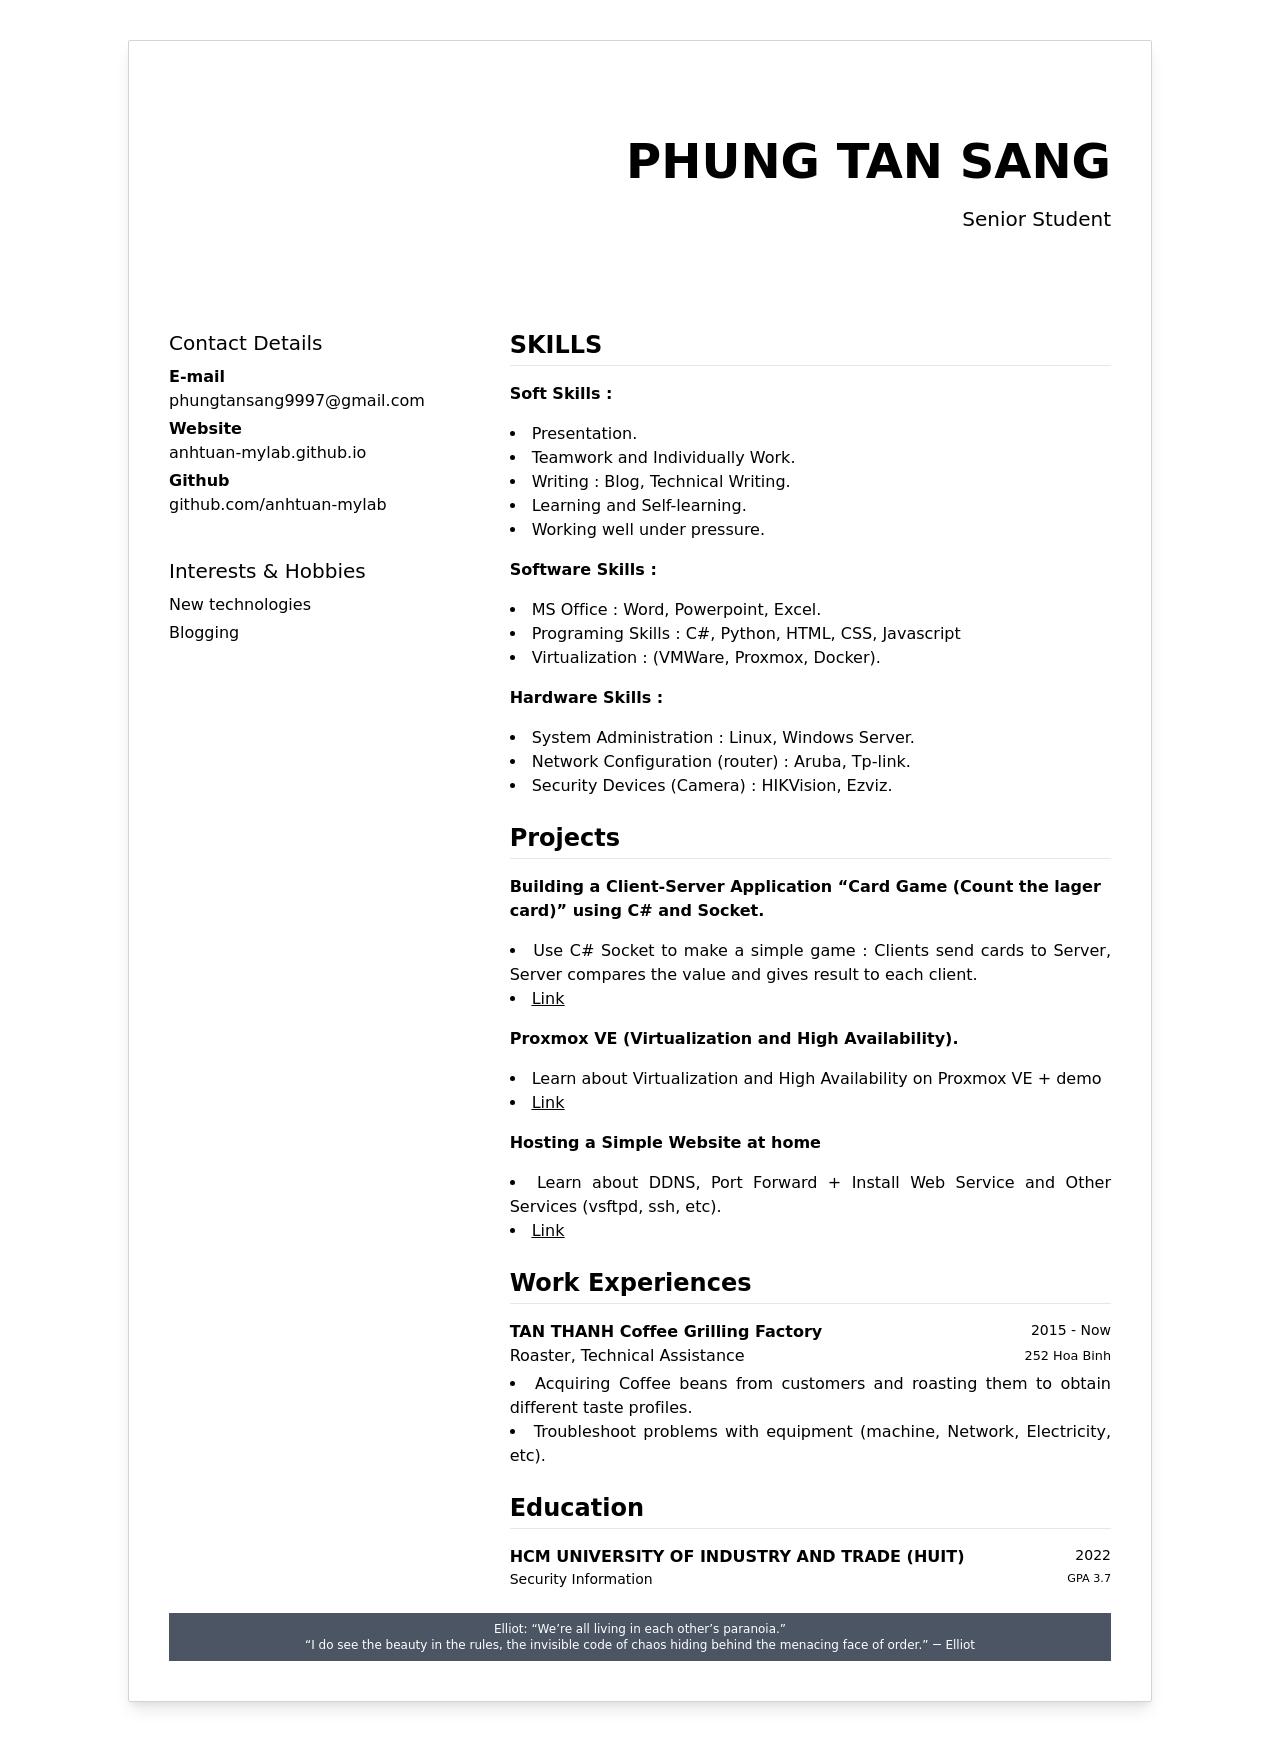 PHUNG TAN SANG
Senior Student
Contact Details
E-mail
phungtansang9997@gmail.com
Website
anhtuan-mylab.github.io
Github
github.com/anhtuan-mylab
Interests & Hobbies
New technologies
Blogging
SKILLS
Soft Skills :
• Presentation.
• Teamwork and Individually Work.
• Writing : Blog, Technical Writing.
• Learning and Self-learning.
• Working well under pressure.
Software Skills :
• MS Office : Word, Powerpoint, Excel.
• Programing Skills : C#, Python, HTML, CSS, Javascript
• Virtualization : (VMWare, Proxmox, Docker).
Hardware Skills :
• System Administration : Linux, Windows Server.
• Network Configuration (router) : Aruba, Tp-link.
• Security Devices (Camera) : HIKVision, Ezviz.
Projects
Building a Client-Server Application “Card Game (Count the lager
card)” using C# and Socket.
• Use C# Socket to make a simple game : Clients send cards to Server,
Server compares the value and gives result to each client.
• Link
Proxmox VE (Virtualization and High Availability).
• Learn about Virtualization and High Availability on Proxmox VE + demo
• Link
Hosting a Simple Website at home
• Learn about DDNS, Port Forward + Install Web Service and Other
Services (vsftpd, ssh, etc).
• Link
Work Experiences
TAN THANH Coffee Grilling Factory 2015 - Now
Roaster, Technical Assistance 252 Hoa Binh
• Acquiring Coffee beans from customers and roasting them to obtain
different taste profiles.
• Troubleshoot problems with equipment (machine, Network, Electricity,
etc).
Education
HCM UNIVERSITY OF INDUSTRY AND TRADE (HUIT) 2022
Security Information GPA 3.7
Elliot: “We’re all living in each other’s paranoia.”
“I do see the beauty in the rules, the invisible code of chaos hiding behind the menacing face of order.” ─ Elliot